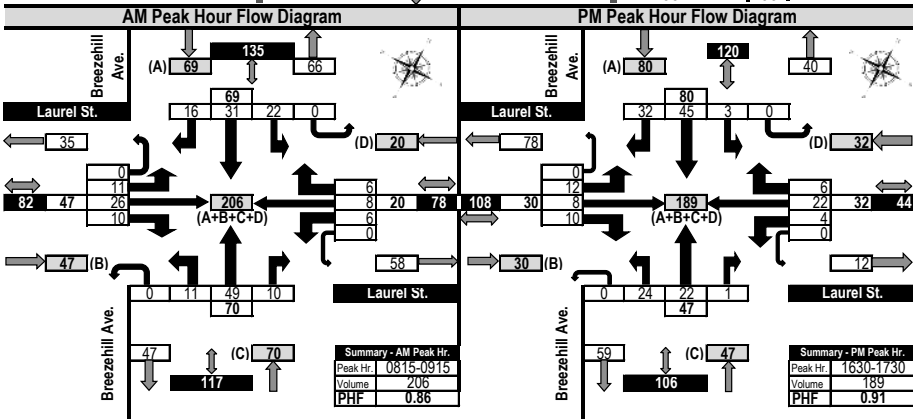 AM Peak Hour Flow Diagram
Breezehill Ave.
(A) 69
135
66
69
16 31 22 0
Laurel St.
35
(D) 20
0
11
26
10
82 47
206
(A+B+C+D)
6
8
6
0
20 78
47 (B)
58
0 11 49 10
70
Laurel St.
Breezehill Ave.
47
(C) 70
117
Summary - AM Peak Hr.
Peak Hr. 0815-0915
Volume 206
PHF 0.86
PM Peak Hour Flow Diagram
Breezehill Ave.
(A) 80
120
40
80
32 45 3 0
Laurel St.
78
(D) 32
0
12
8
10
108 30
189
(A+B+C+D)
6
22
4
0
32 44
30 (B)
12
0 24 22 1
47
Laurel St.
Breezehill Ave.
59
(C) 47
106
Summary - PM Peak Hr.
Peak Hr. 1630-1730
Volume 189
PHF 0.91